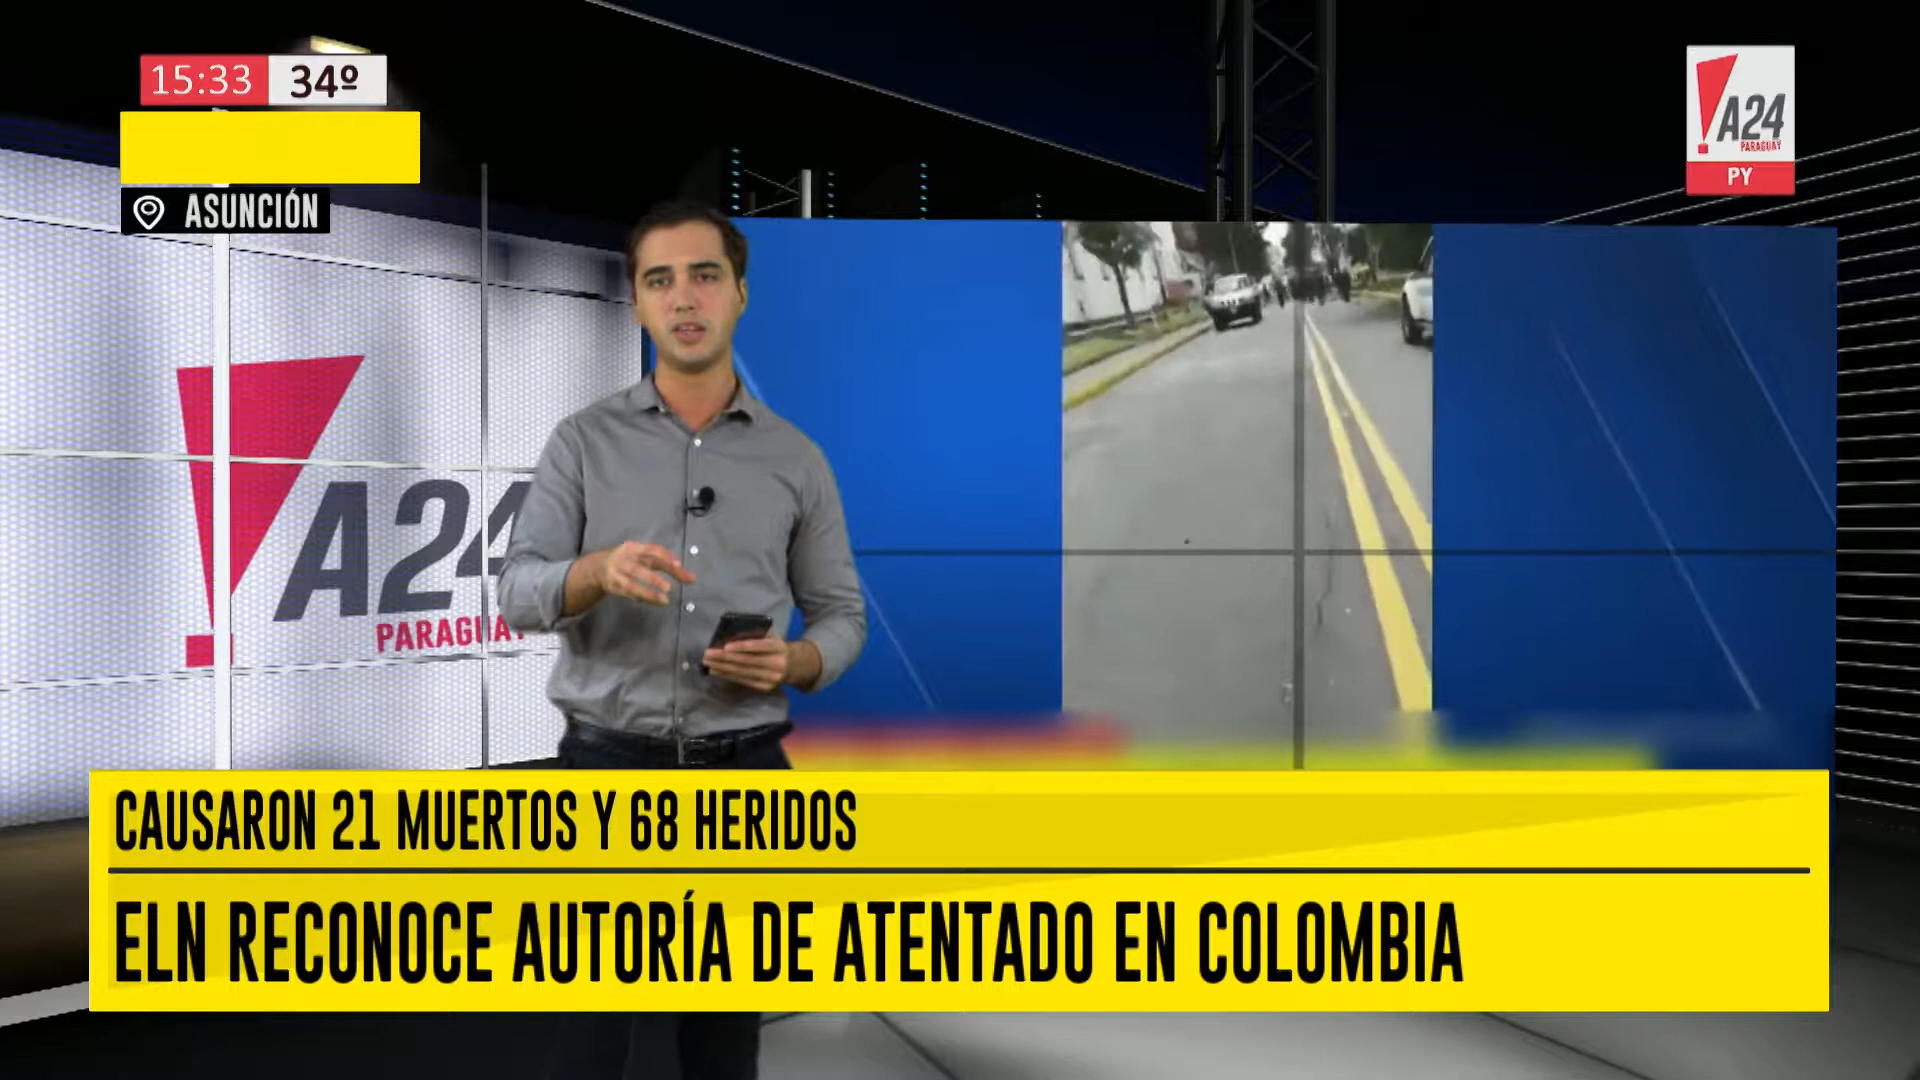 15:33 34º
ASUNCIÓN
A24
PARAGUAY
PY
A24
PARAGUAY
CAUSARON 21 MUERTOS Y 68 HERIDOS
ELN RECONOCE AUTORÍA DE ATENTADO EN COLOMBIA